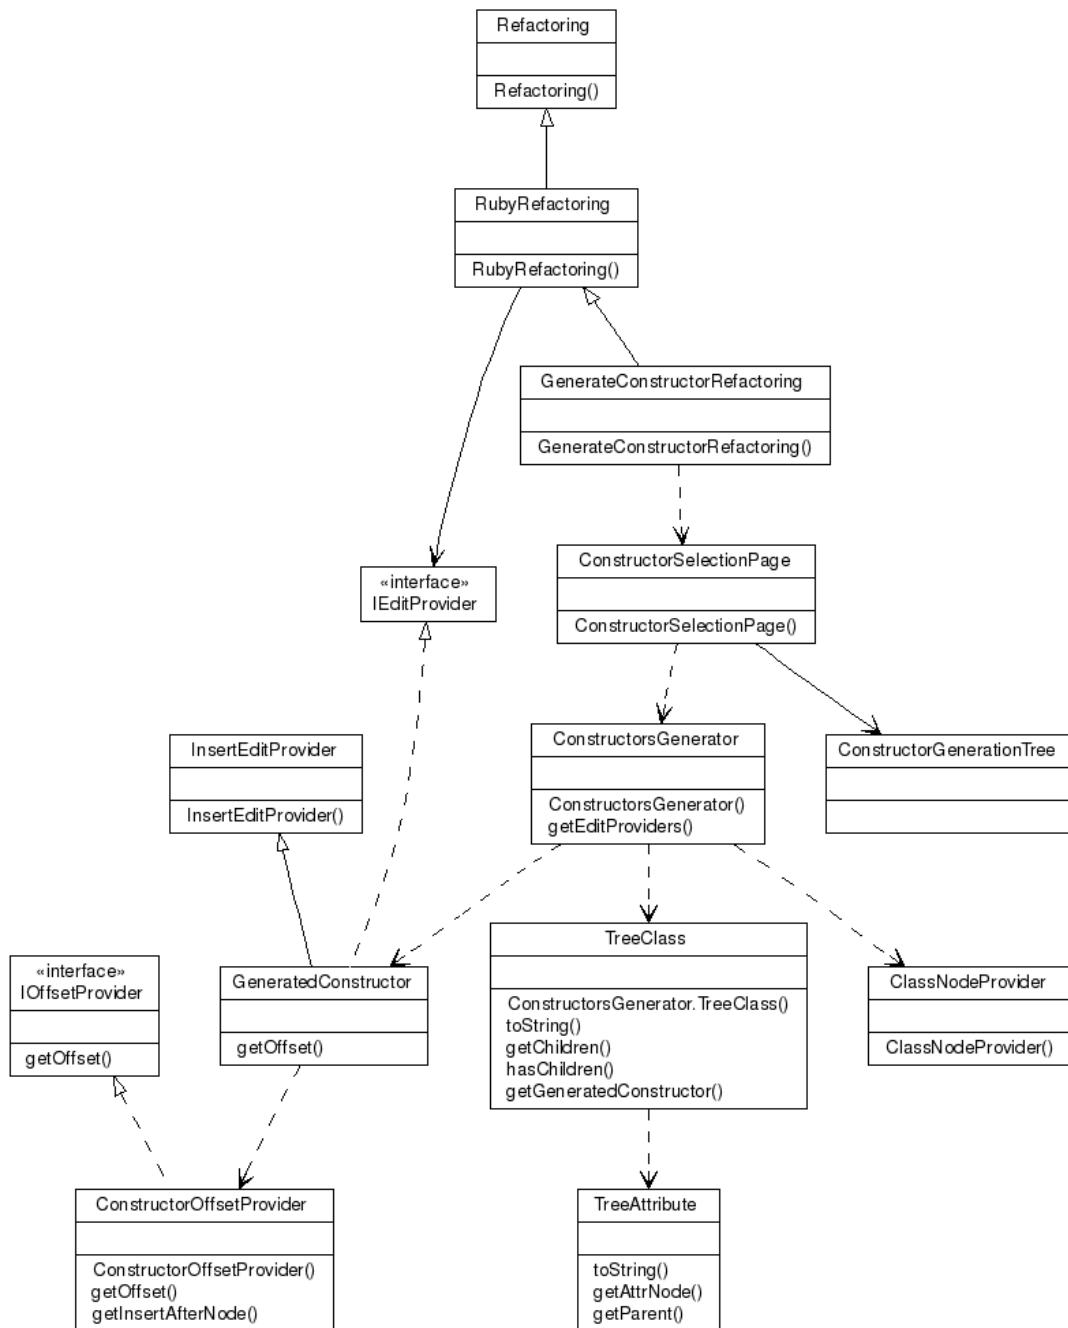 Refactoring
Refactoring()
RubyRefactoring
RubyRefactoring()
GenerateConstructorRefactoring
GenerateConstructorRefactoring()
ConstructorSelectionPage
ConstructorSelectionPage()
«interface»
IEditProvider
ConstructorsGenerator
ConstructorsGenerator()
getEditProviders()
ConstructorGenerationTree
InsertEditProvider
InsertEditProvider()
TreeClass
ConstructorsGenerator.TreeClass()
toString()
getChildren()
hasChildren()
getGeneratedConstructor()
«interface»
IOffsetProvider
getOffset()
GeneratedConstructor
getOffset()
ClassNodeProvider
ClassNodeProvider()
ConstructorOffsetProvider
ConstructorOffsetProvider()
getOffset()
getInsertAfterNode()
TreeAttribute
toString()
getAttrNode()
getParent()